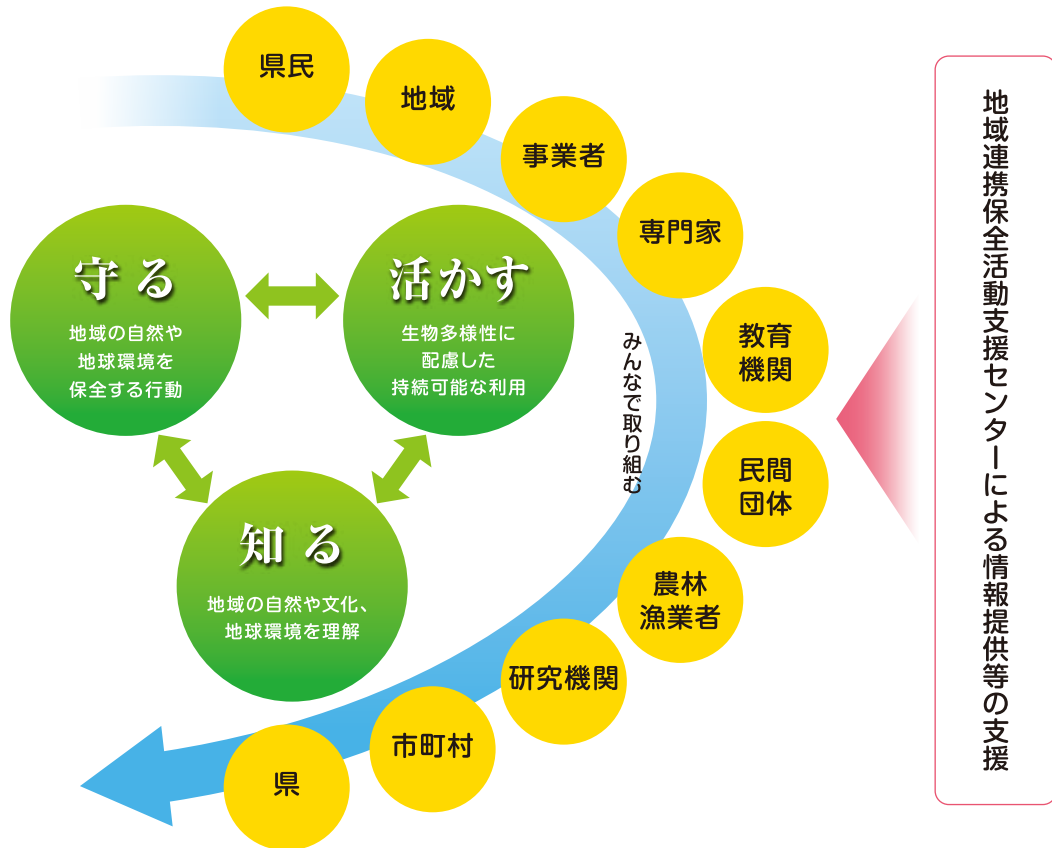 県民
地域
事業者
専門家
教育
機関
民間
団体
農林
漁業者
研究機関
市町村
県
みんなで取り組む
守る
地域の自然や
地球環境を
保全する行動
活かす
生物多様性に
配慮した
持続可能な利用
知る
地域の自然や文化、
地球環境を理解
地域連携保全活動支援センターによる情報提供等の支援